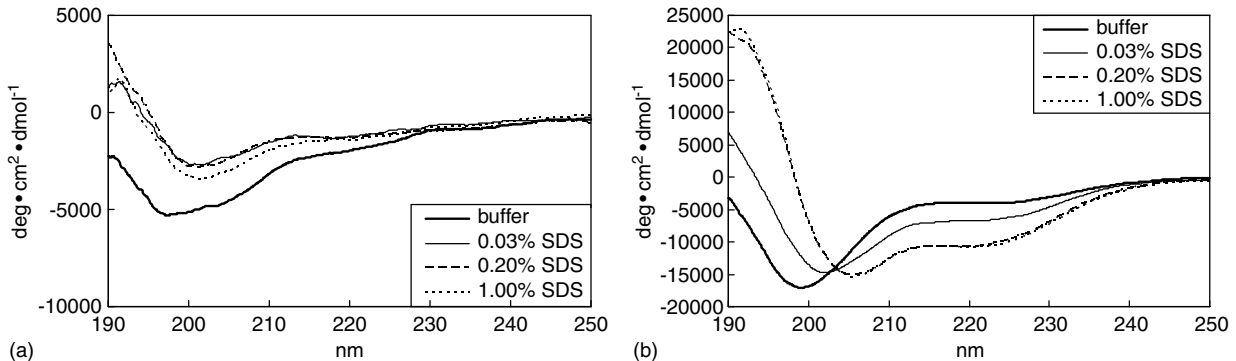 5000
0
-5000
-10000
deg•cm²•dmol⁻¹
190 200 210 220 230 240 250
nm
buffer
0.03% SDS
0.20% SDS
1.00% SDS
(a)
25000
20000
15000
10000
5000
0
-5000
-10000
-15000
-20000
deg•cm²•dmol⁻¹
190 200 210 220 230 240 250
nm
buffer
0.03% SDS
0.20% SDS
1.00% SDS
(b)